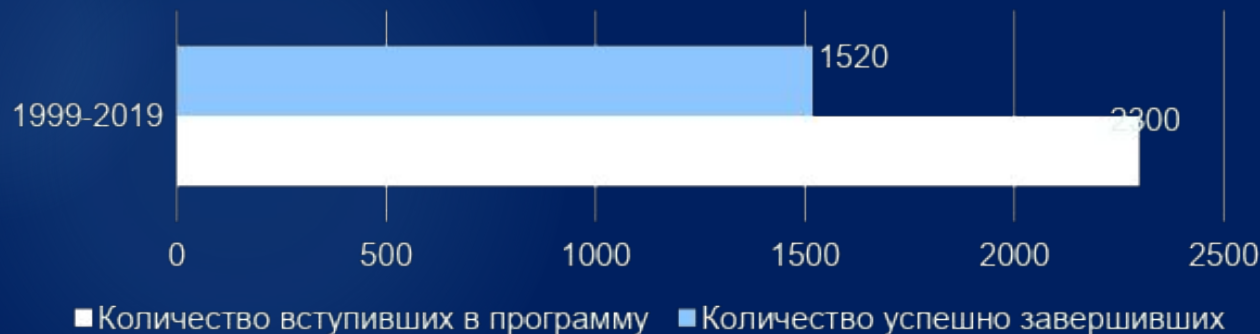 1520
1999-2019
2300
0 500 1000 1500 2000 2500
Количество вступивших в программу Количество успешно завершивших